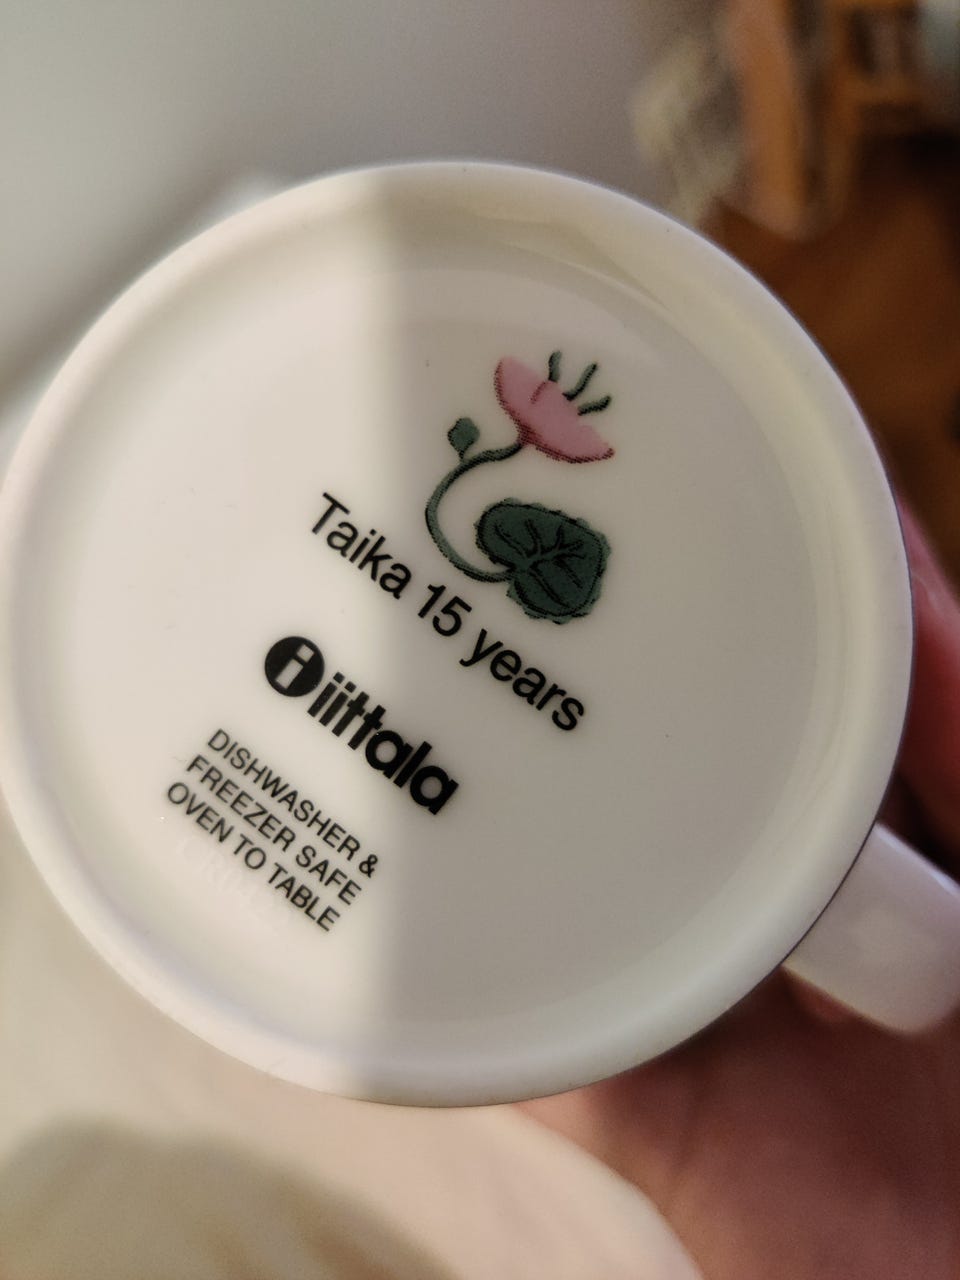 Taika 15 years
i iittala
DISHWASHER &
FREEZER SAFE
OVEN TO TABLE